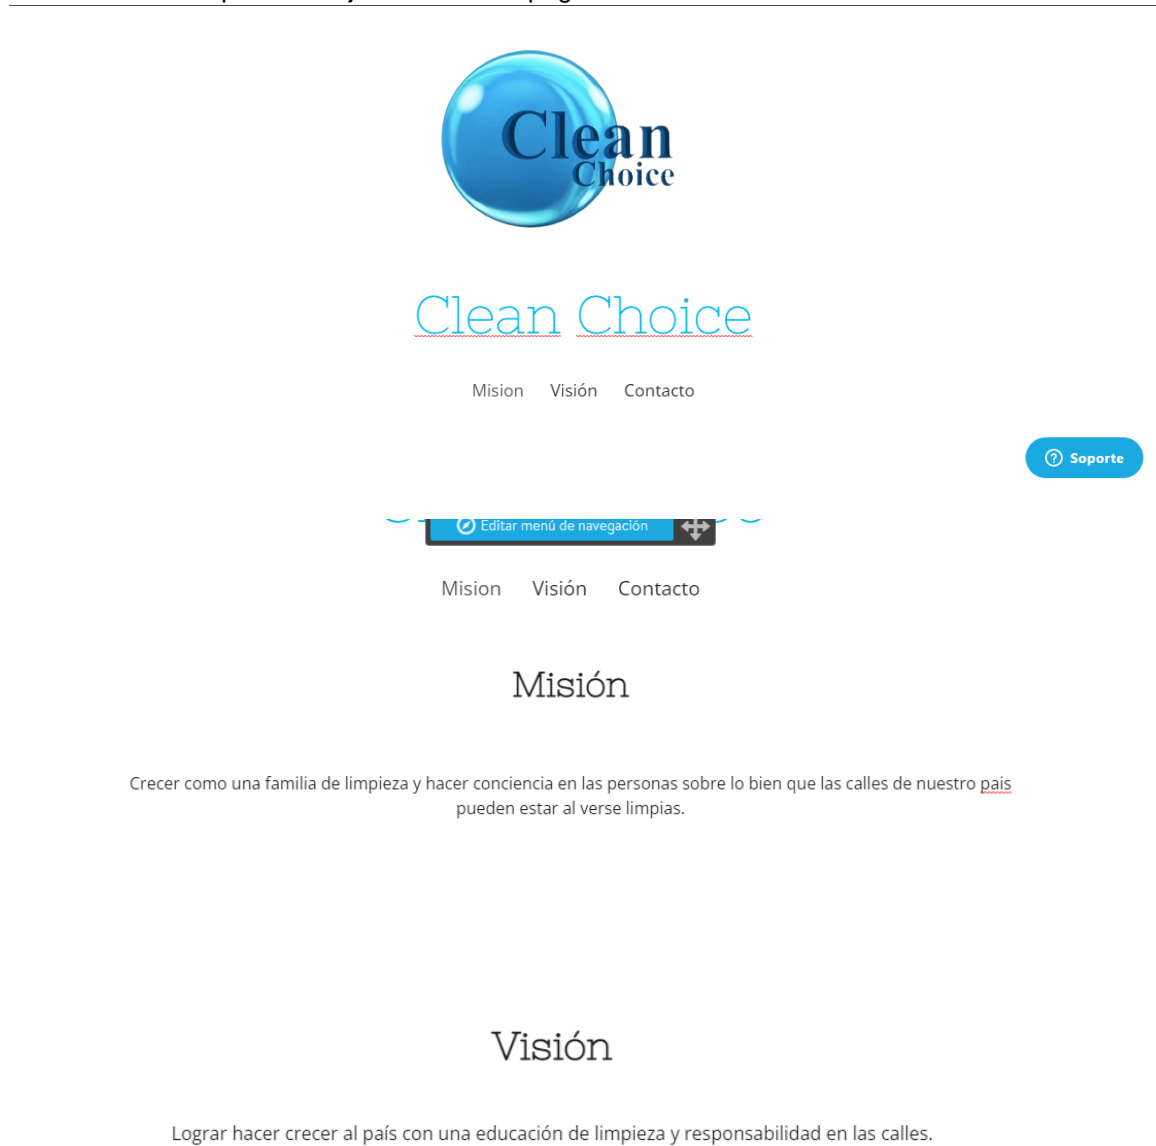 Clean
Choice
Clean Choice
Mision Visión Contacto
Soporte
Editar menú de navegación
Mision Visión Contacto
Misión
Crecer como una familia de limpieza y hacer conciencia en las personas sobre lo bien que las calles de nuestro pais
pueden estar al verse limpias.
Visión
Lograr hacer crecer al país con una educación de limpieza y responsabilidad en las calles.